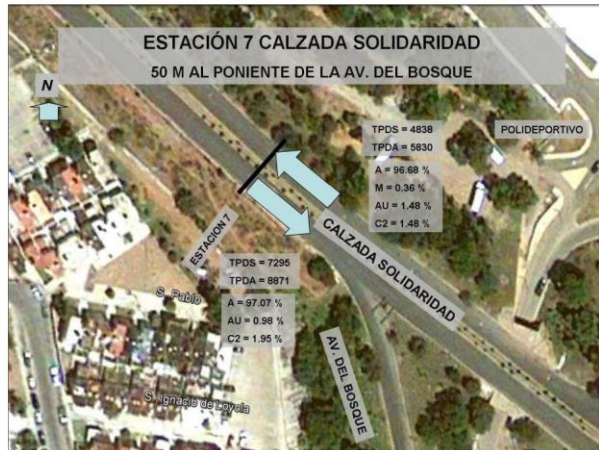 ESTACIÓN 7 CALZADA SOLIDARIDAD
50 M AL PONIENTE DE LA AV. DEL BOSQUE
N
TPDS = 4838
TPDA = 5830
POLIDEPORTIVO
A = 96.68 %
M = 0.36 %
AU = 1.48 %
C2 = 1.48 %
CALZADA SOLIDARIDAD
ESTACION 7
TPDS = 7295
TPDA = 8871
A = 97.07 %
AU = 0.98 %
C2 = 1.95 %
S. Pablo
AV. DEL BOSQUE
S. Ignacio de Loyola